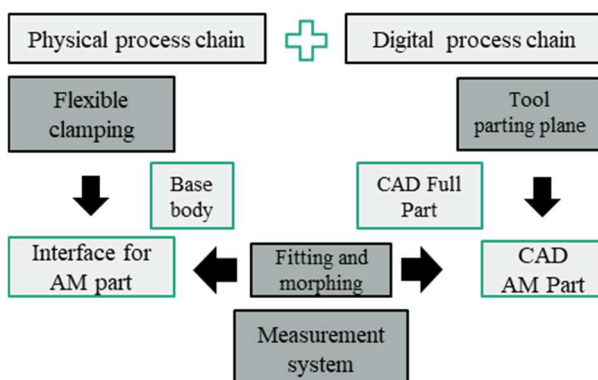 Physical process chain
Digital process chain
Flexible
clamping
Tool
parting plane
Base
body
CAD Full
Part
Interface for
AM part
Fitting and
morphing
CAD
AM Part
Measurement
system